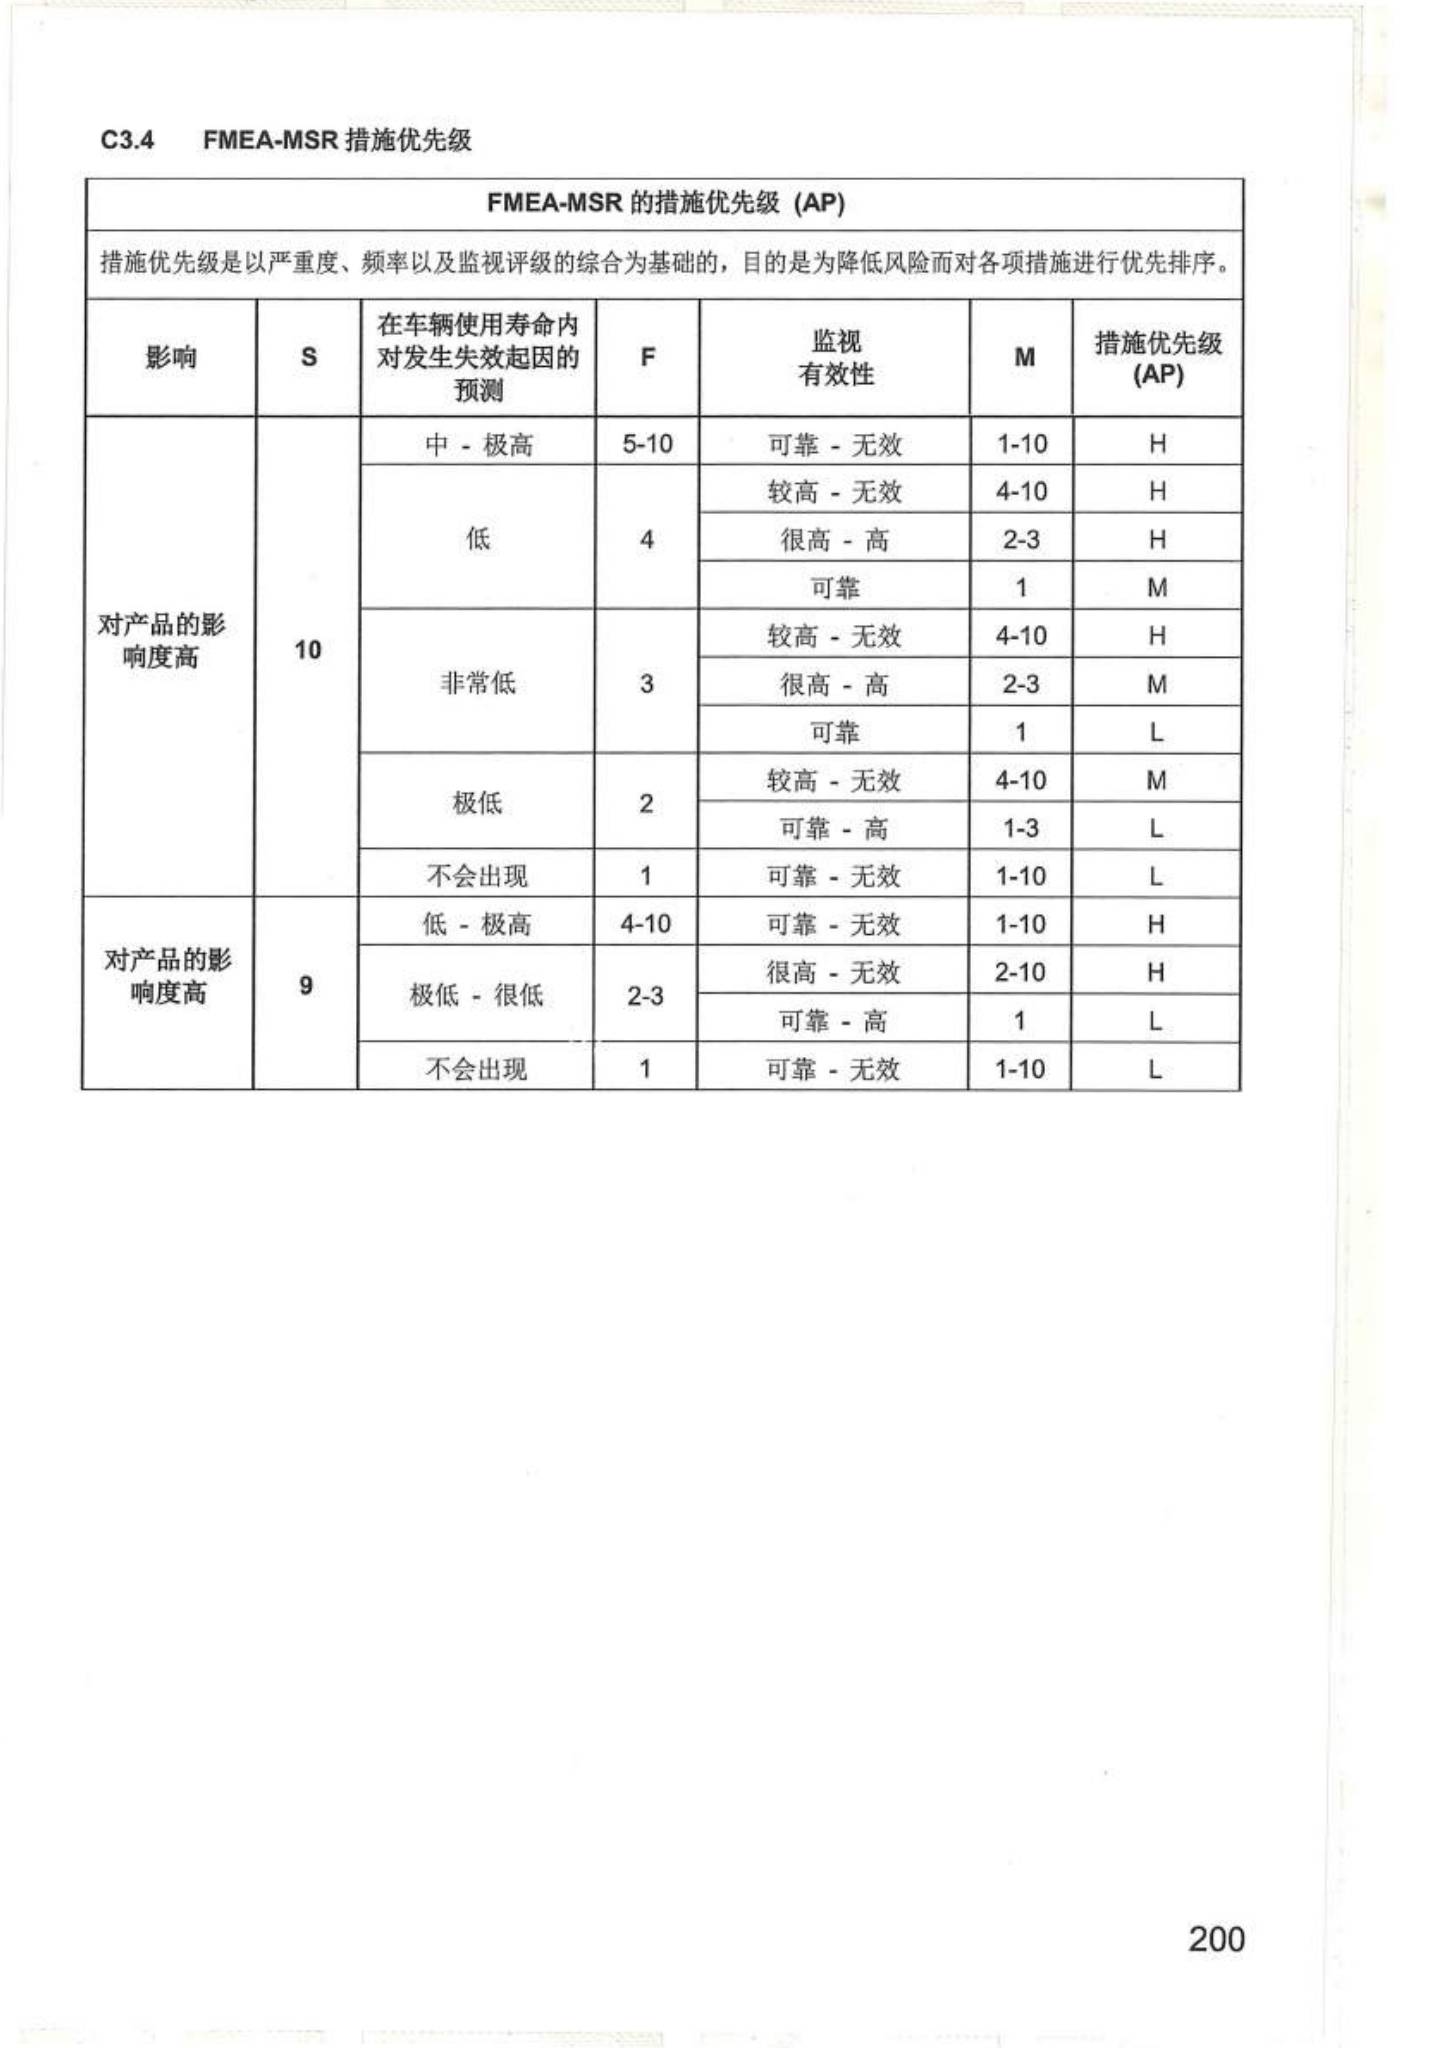 C3.4 FMEA-MSR 措施优先级
FMEA-MSR 的措施优先级 (AP)
措施优先级是以严重度、频率以及监视评级的综合为基础的，目的是为降低风险而对各项措施进行优先排序。
影响 S 在车辆使用寿命内对发生失效起因的预测 F 监视有效性 M 措施优先级 (AP)
对产品的影响度高 10 中 - 极高 5-10 可靠 - 无效 1-10 H
低 4 较高 - 无效 4-10 H
很高 - 高 2-3 H
可靠 1 M
非常低 3 较高 - 无效 4-10 H
很高 - 高 2-3 M
可靠 1 L
极低 2 较高 - 无效 4-10 M
可靠 - 高 1-3 L
不会出现 1 可靠 - 无效 1-10 L
对产品的影响度高 9 低 - 极高 4-10 可靠 - 无效 1-10 H
极低 - 很低 2-3 很高 - 无效 2-10 H
可靠 - 高 1 L
不会出现 1 可靠 - 无效 1-10 L
200